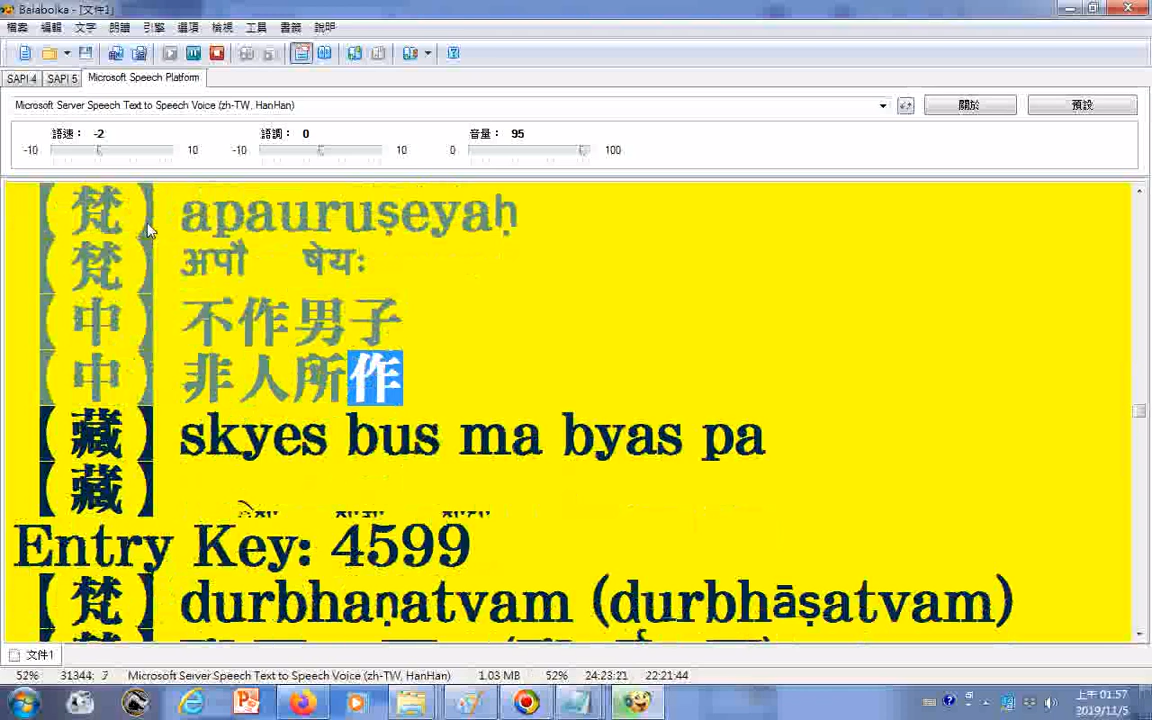 Balabolka - [文件1]
檔案 編輯 文字 朗讀 引擎 選項 檢視 工具 書籤 說明
SAPI 4 SAPI 5 Microsoft Speech Platform
Microsoft Server Speech Text to Speech Voice (zh-TW, HanHan) 關於 預設
語速： -2 語調： 0 音量： 95
-10 10 -10 10 0 100
【梵】 apauruṣeyaḥ
【梵】 अपौ षेयः
【中】 不作男子
【中】 非人所作
【藏】 skyes bus ma byas pa
【藏】
Entry Key: 4599
【梵】 durbhaṇatvam (durbhāṣatvam)
文件1
52% 31344: 7 Microsoft Server Speech Text to Speech Voice (zh-TW, HanHan) 1.03 MB 52% 24:23:21 22:21:44
上午 01:57
2019/11/5